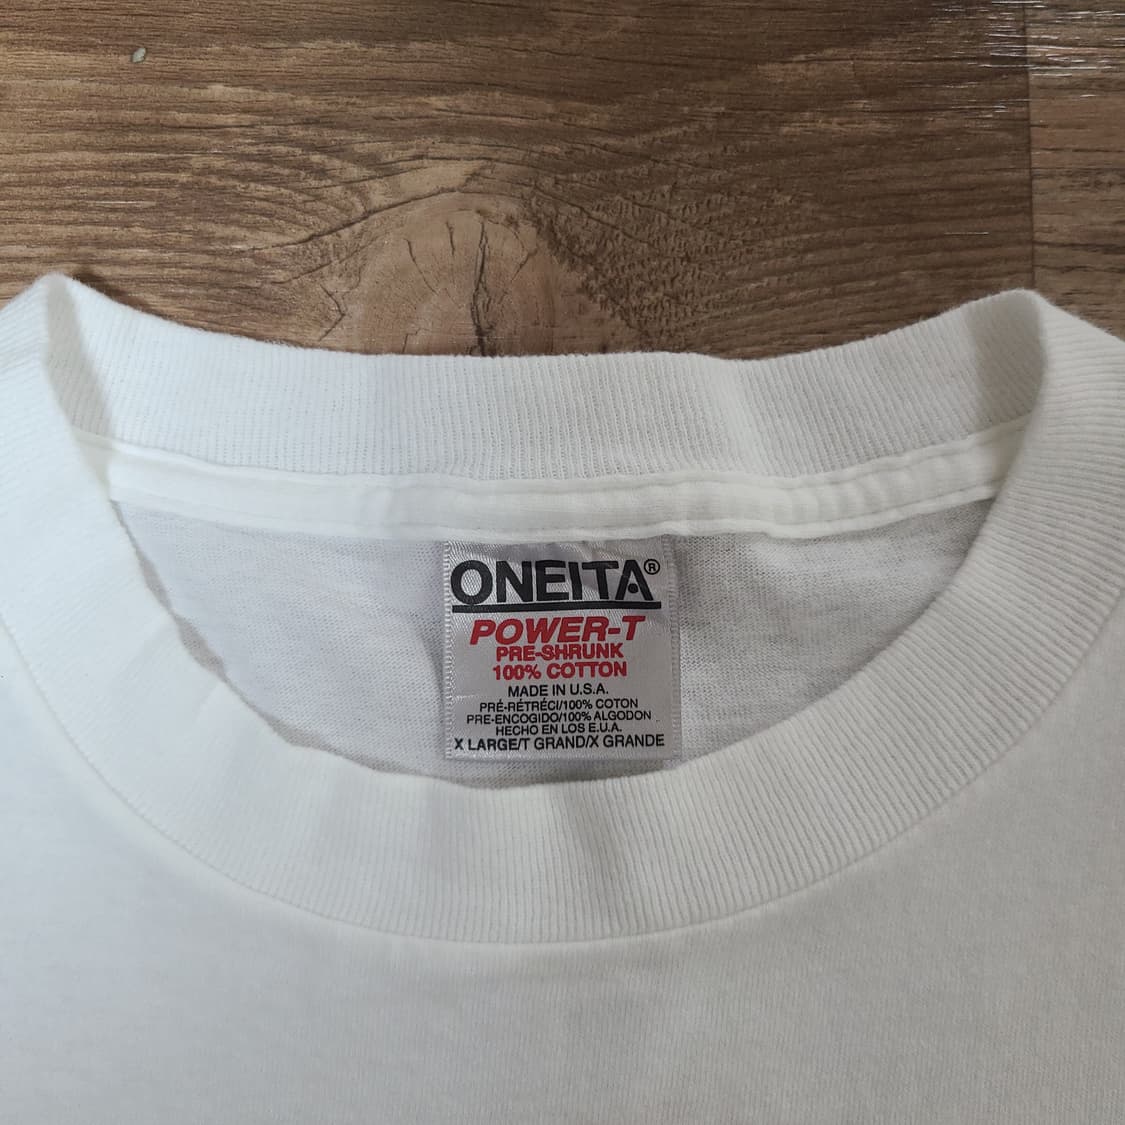 ONEITA®
POWER-T
PRE-SHRUNK
100% COTTON
MADE IN U.S.A.
PRÉ-RÉTRÉCI/100% COTON
PRE-ENCOGIDO/100% ALGODON
HECHO EN LOS E.U.A.
X LARGE/T GRAND/X GRANDE